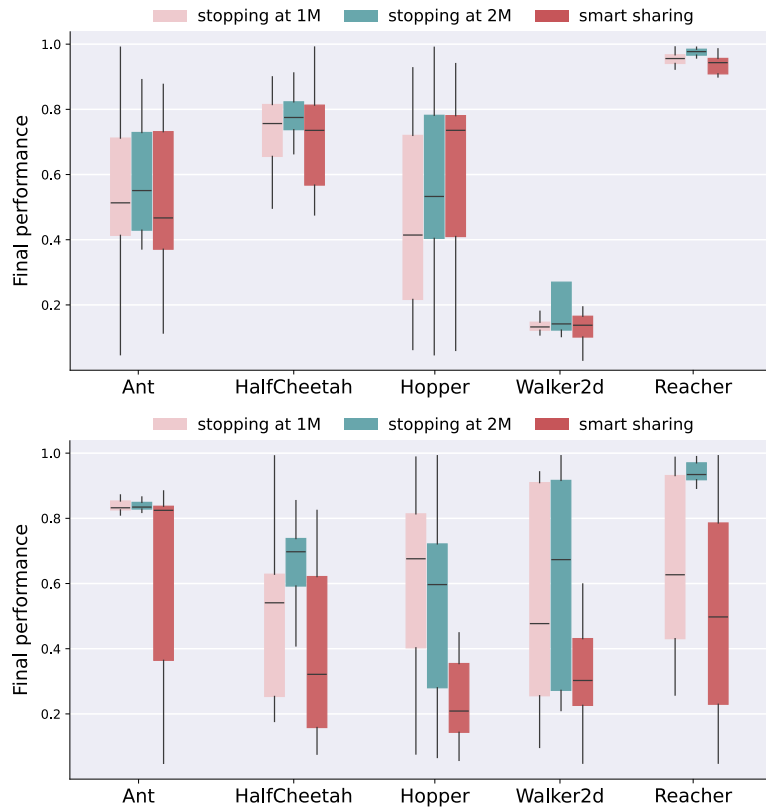 stopping at 1M stopping at 2M smart sharing
1.0
0.8
0.6
0.4
0.2
Final performance
Ant HalfCheetah Hopper Walker2d Reacher
stopping at 1M stopping at 2M smart sharing
1.0
0.8
0.6
0.4
0.2
Final performance
Ant HalfCheetah Hopper Walker2d Reacher